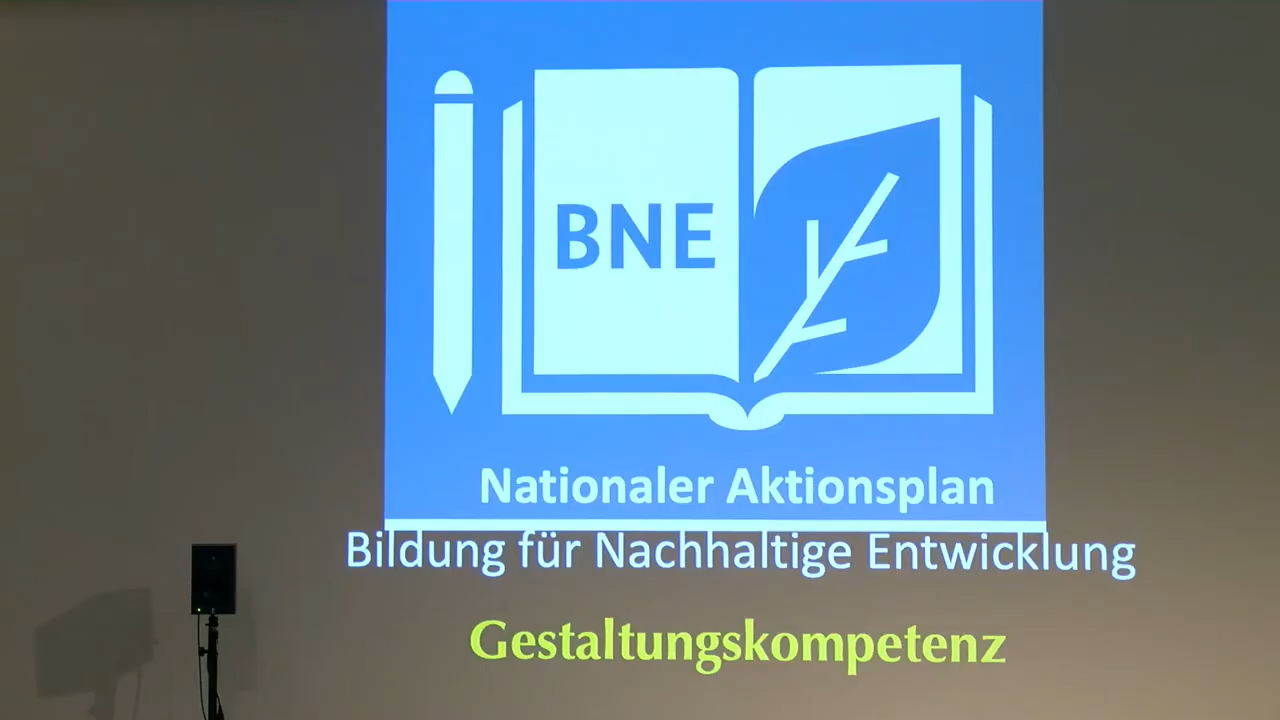 BNE
Nationaler Aktionsplan
Bildung für Nachhaltige Entwicklung
Gestaltungskompetenz